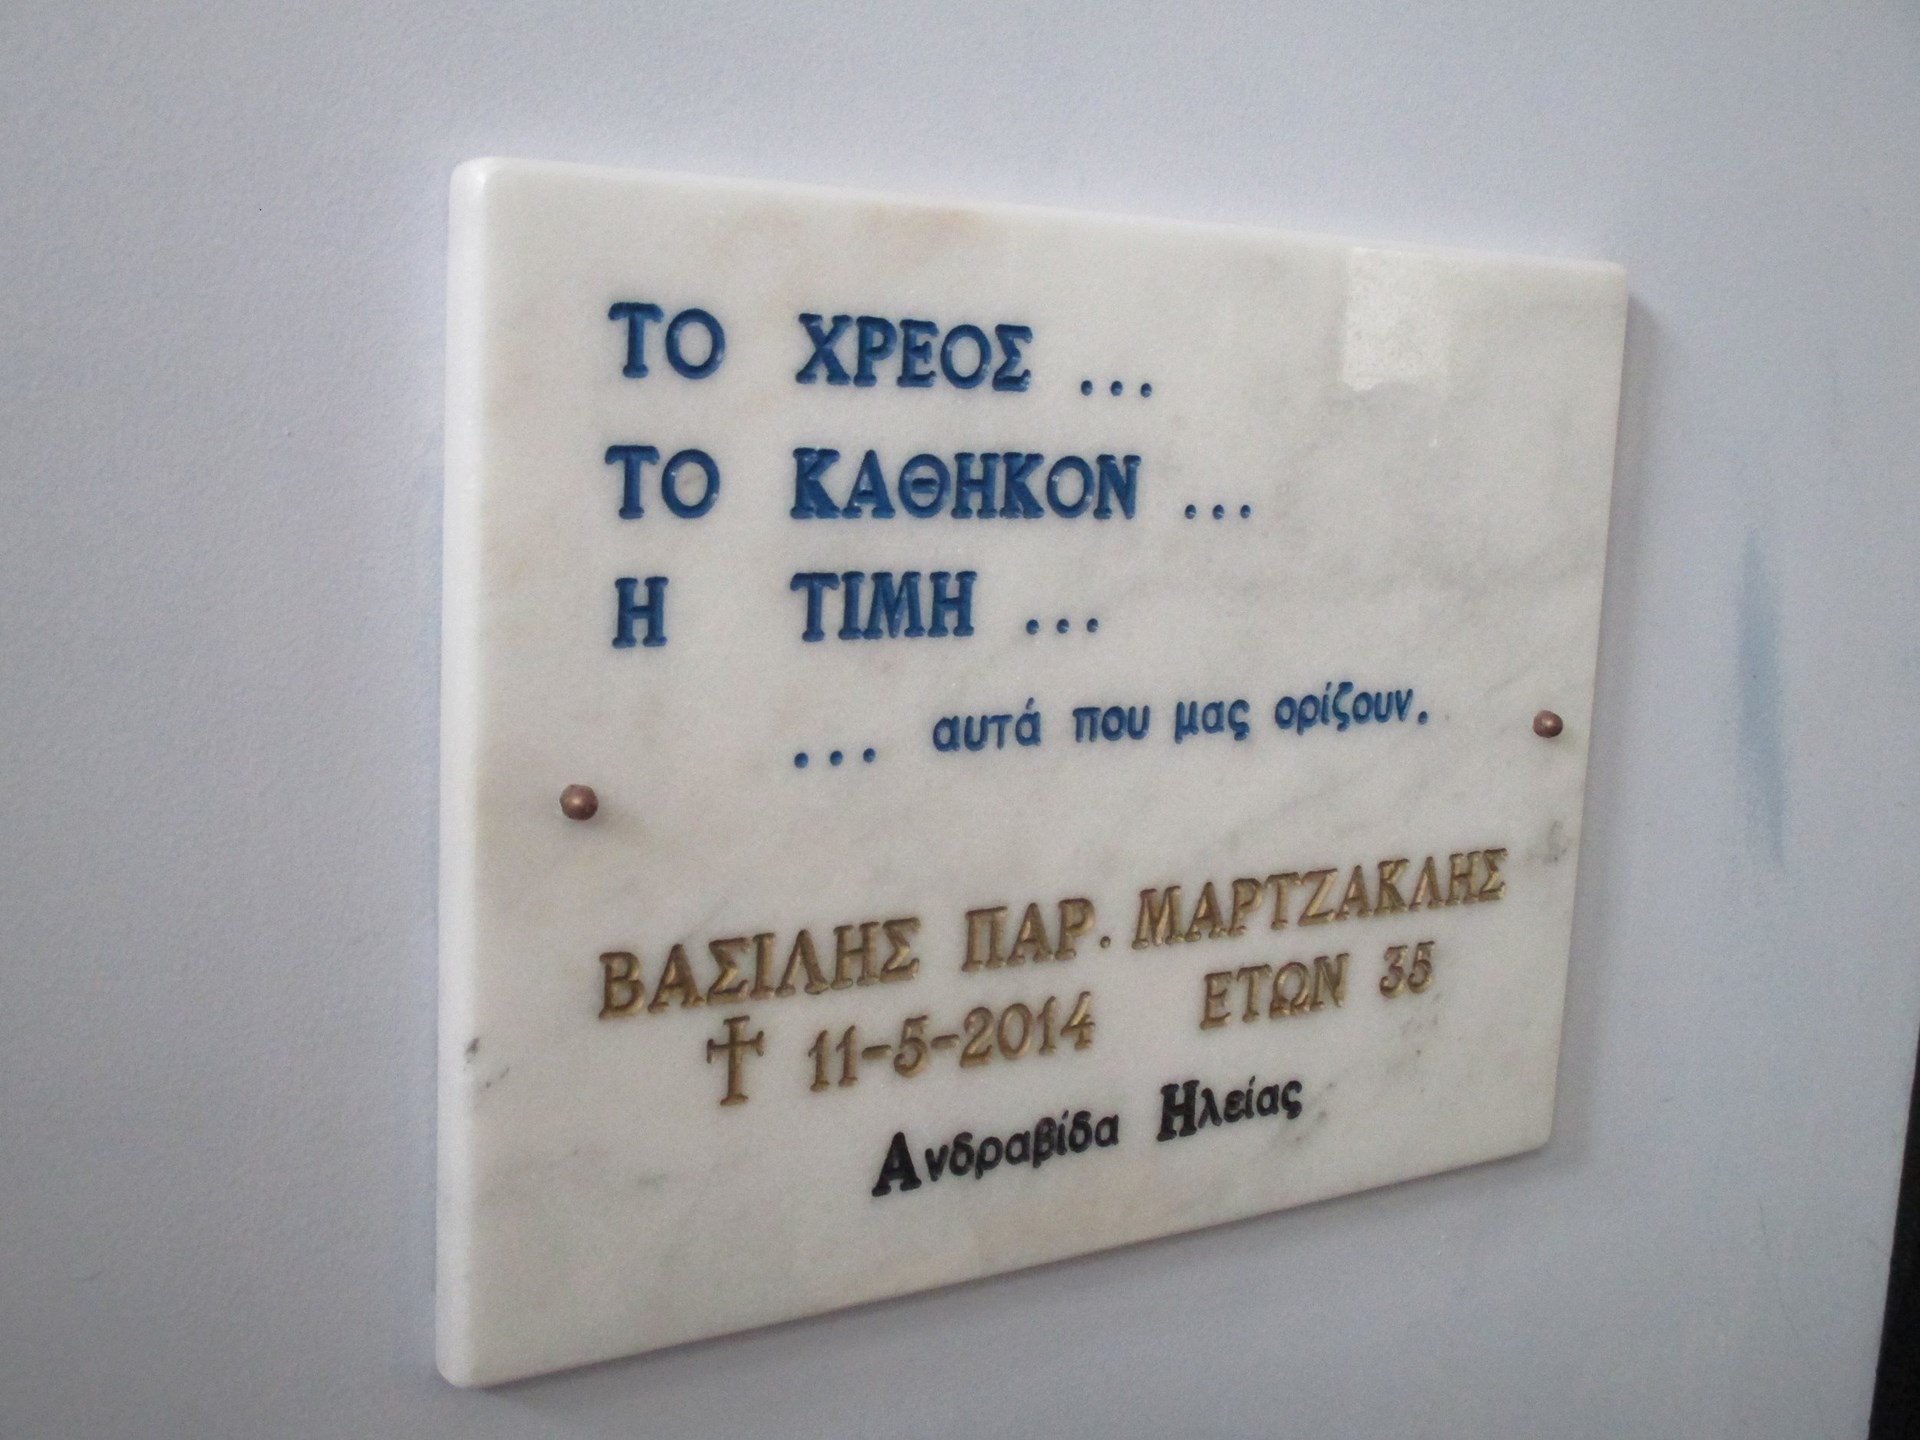 ΤΟ ΧΡΕΟΣ ...
ΤΟ ΚΑΘΗΚΟΝ ...
Η ΤΙΜΗ ...
... αυτά που μας ορίζουν.
ΒΑΣΙΛΗΣ ΠΑΡ. ΜΑΡΤΖΑΚΛΗΣ
✝ 11-5-2014 ΕΤΩΝ 35
Ανδραβίδα Ηλείας